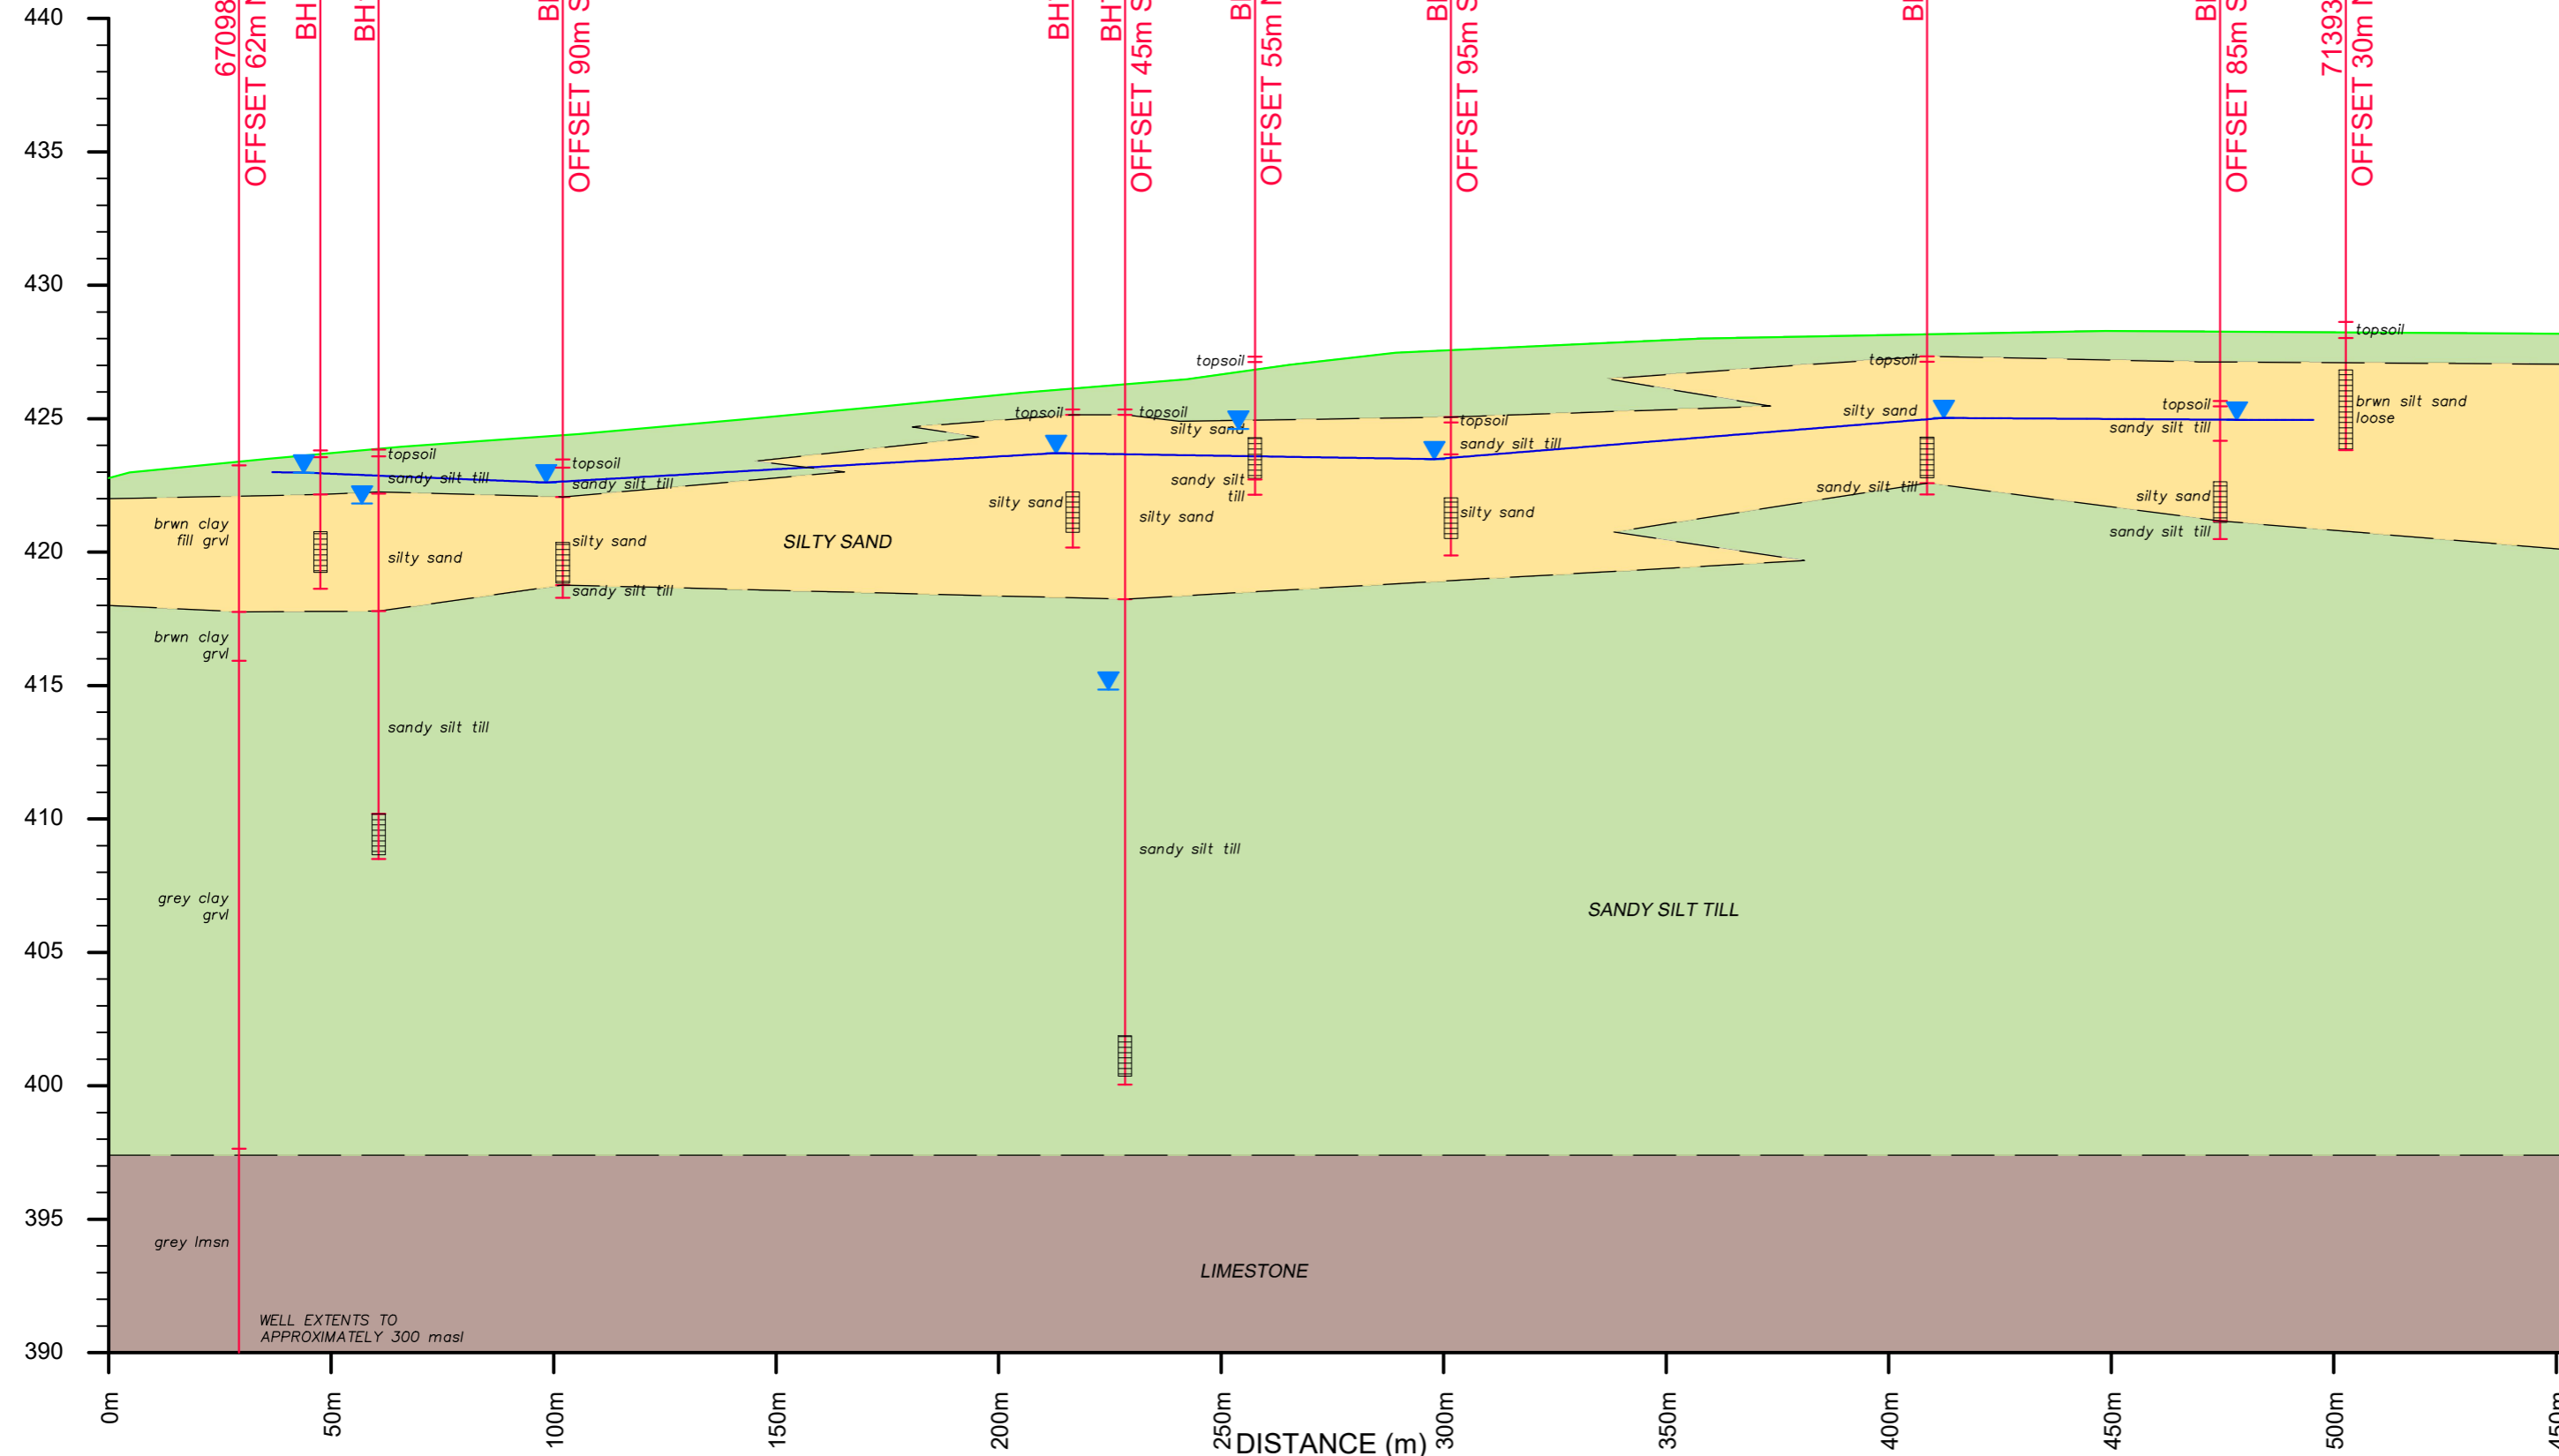 440
435
430
425
420
415
410
405
400
395
390
67098
OFFSET 62m
BH
BH
OFFSET 90m S
BH
BH
OFFSET 45m S
OFFSET 55m
OFFSET 95m S
OFFSET 85m S
71393
OFFSET 30m
topsoil
brwn silt sand
loose
topsoil
topsoil
silty sand
sandy silt till
topsoil
sandy silt till
silty sand
sandy silt till
topsoil
topsoil
silty sand
sandy silt
till
topsoil
sandy silt till
silty sand
silty sand
silty sand
topsoil
sandy silt till
topsoil
sandy silt till
brwn clay
fill grvl
silty sand
silty sand
sandy silt till
SILTY SAND
brwn clay
grvl
sandy silt till
grey clay
grvl
sandy silt till
SANDY SILT TILL
grey lmsn
LIMESTONE
WELL EXTENTS TO
APPROXIMATELY 300 masl
0m
50m
100m
150m
200m
250m
300m
350m
400m
450m
500m
DISTANCE (m)